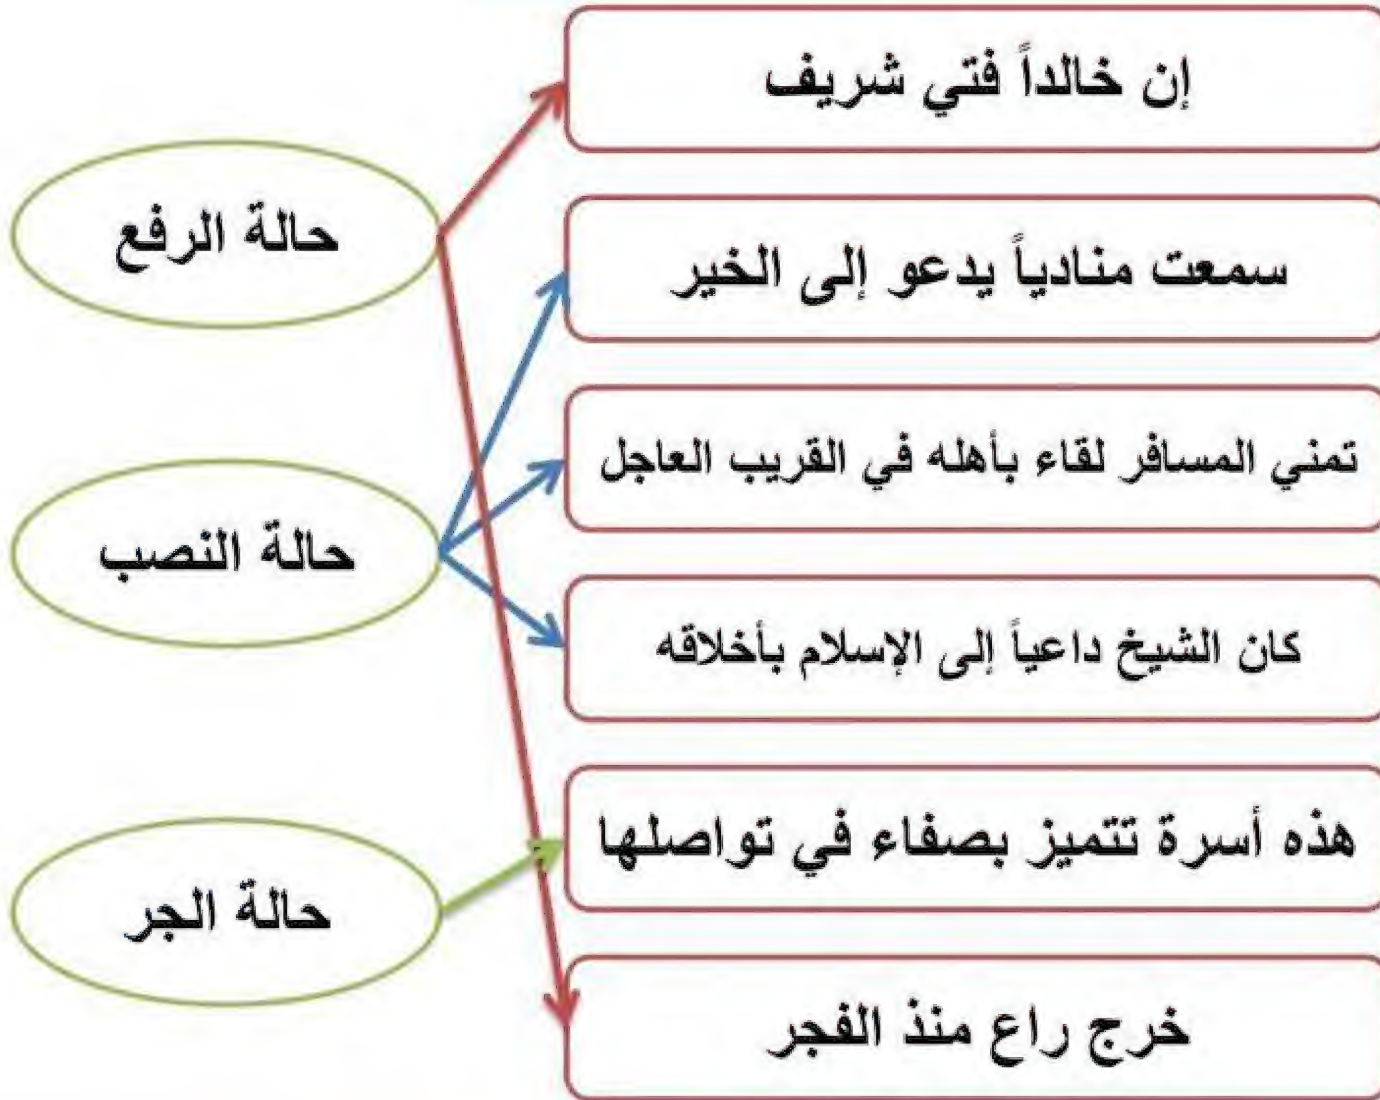 إن خالداً فتي شريف
حالة الرفع
سمعت منادياً يدعو إلى الخير
تمني المسافر لقاء بأهله في القريب العاجل
حالة النصب
كان الشيخ داعياً إلى الإسلام بأخلاقه
هذه أسرة تتميز بصفاء في تواصلها
حالة الجر
خرج راع منذ الفجر